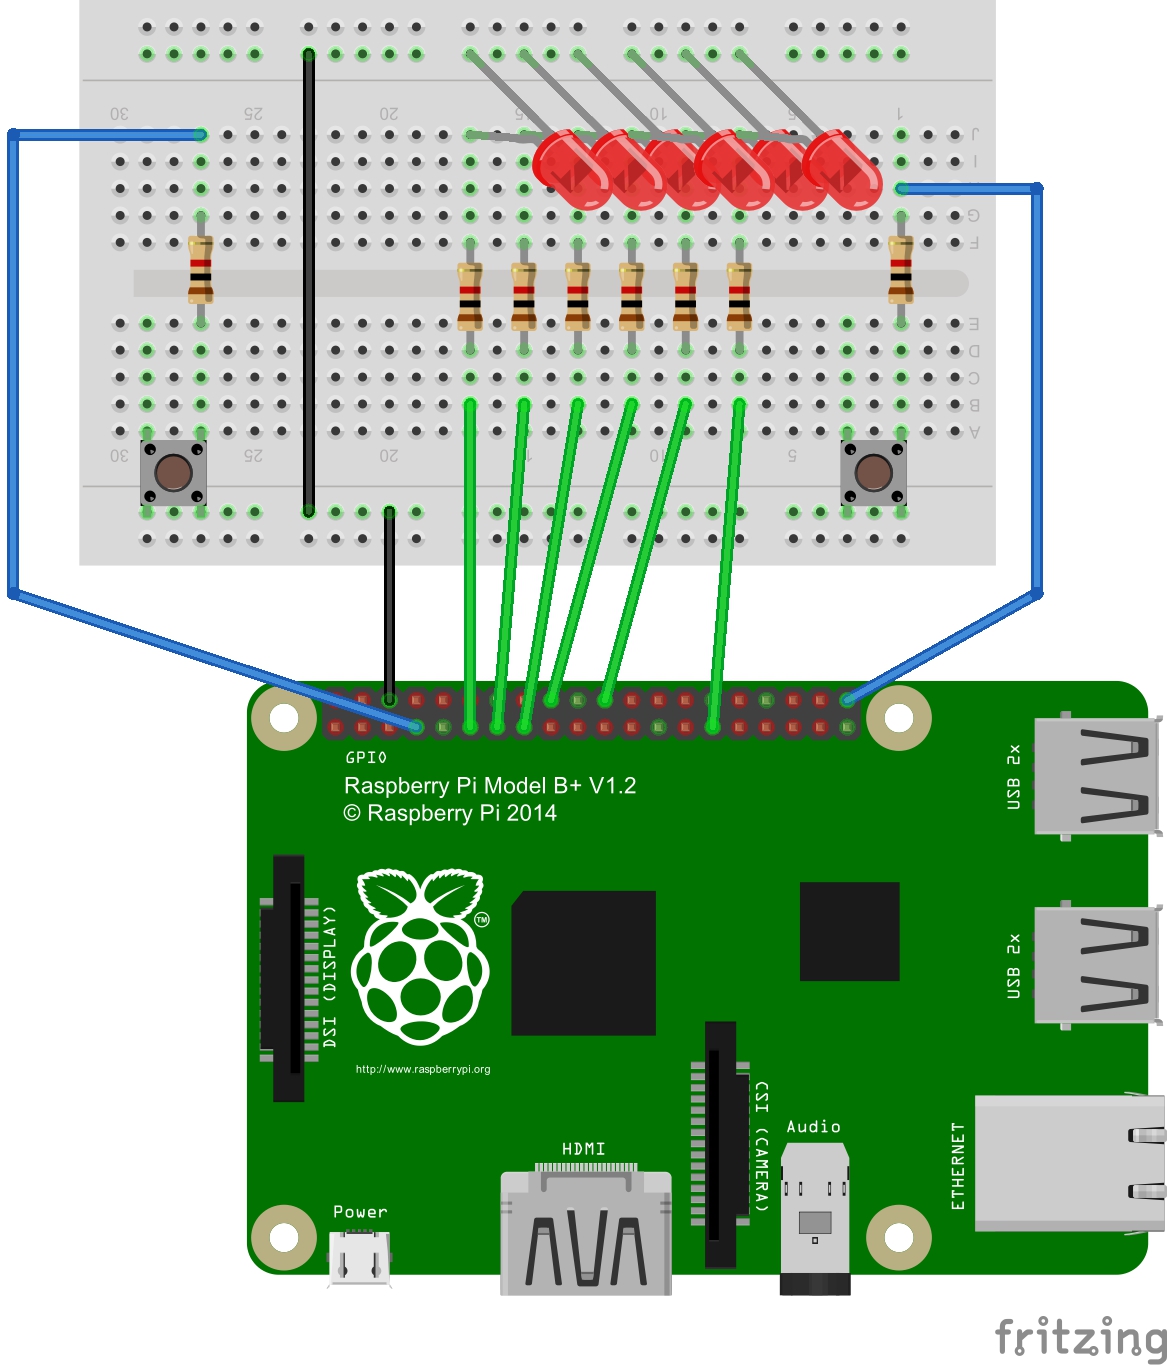 30 25 20 15 10 5 1
J
I
G
F
E
D
C
B
A
30 25 20 1 10 5
GPIO
Raspberry Pi Model B+ V1.2
© Raspberry Pi 2014
USB 2x
DSI (DISPLAY)
TM
USB 2x
http://www.raspberrypi.org
CSI (CAMERA)
Audio
ETHERNET
HDMI
Power
fritzing